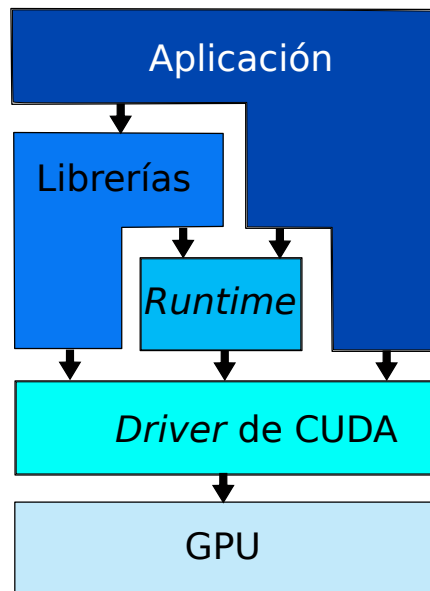 Aplicación
Librerías
Runtime
Driver de CUDA
GPU